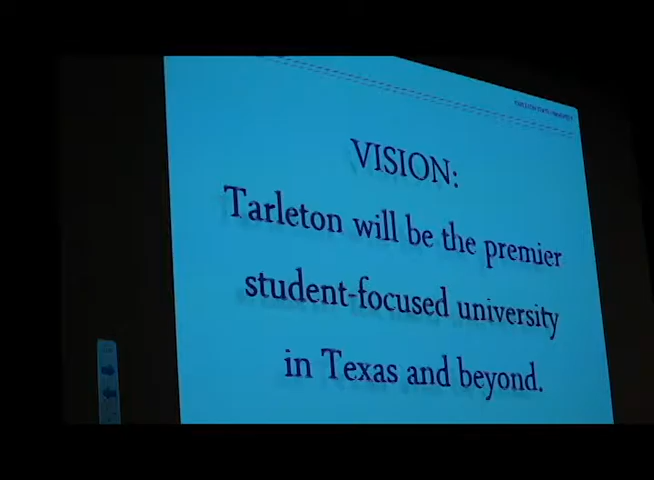 VISION:
Tarleton will be the premier
student-focused university
in Texas and beyond.